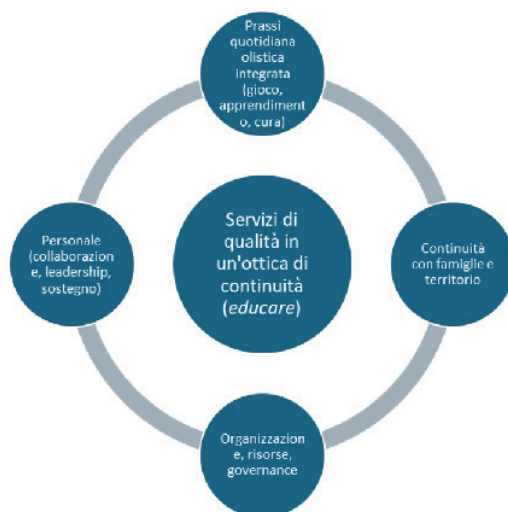 Prassi
quotidiana
olistica
integrata
(gioco,
apprendiment
o, cura)
Servizi di
qualità in
un'ottica di
continuità
(educare)
Personale
(collaborazion
e, leadership,
sostegno)
Continuità
con famiglie e
territorio
Organizzazion
e, risorse,
governance